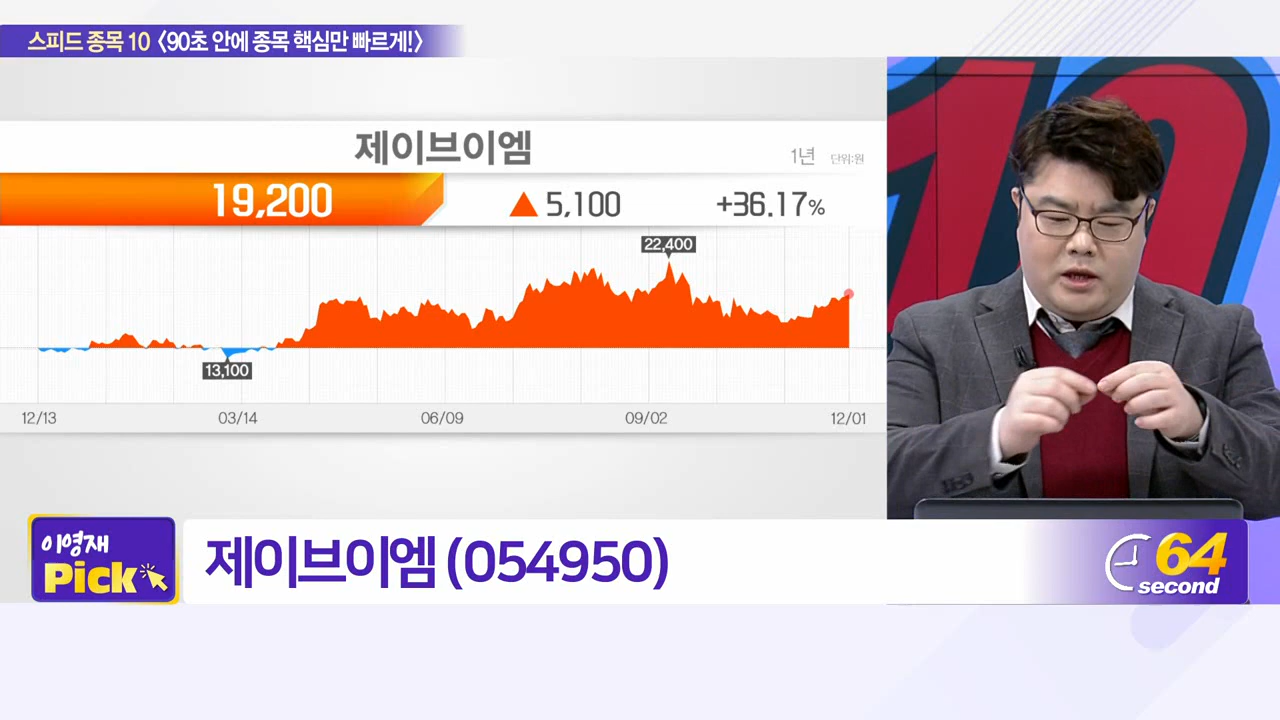 스피드 종목 10 <90초 안에 종목 핵심만 빠르게!>
제이브이엠
1년 단위:원
19,200 ▲ 5,100 +36.17%
22,400
13,100
12/13 03/14 06/09 09/02 12/01
이영재
Pick
제이브이엠 (054950)
64
second